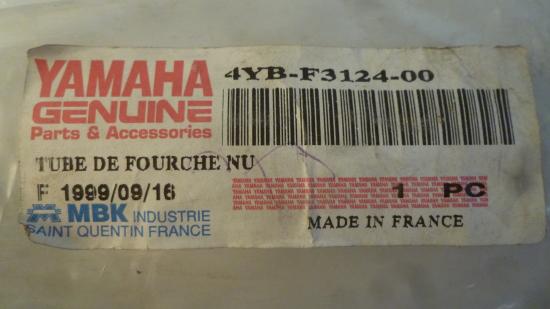 YAMAHA
GENUINE
Parts & Accessories
4YB-F3124-00
TUBE DE FOURCHE NU
F 1999/09/16
1 PC
MBK INDUSTRIE
SAINT QUENTIN FRANCE
MADE IN FRANCE